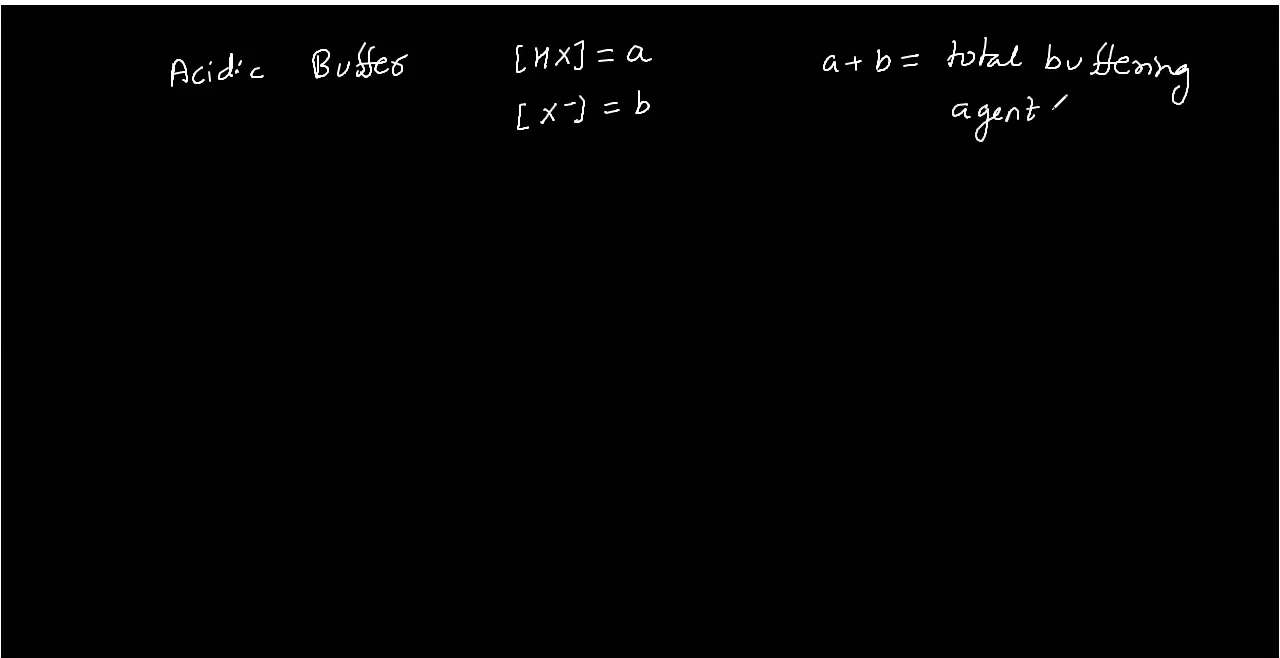 Acidic Buffer [HX] = a a + b = total buffering
[X⁻] = b agent